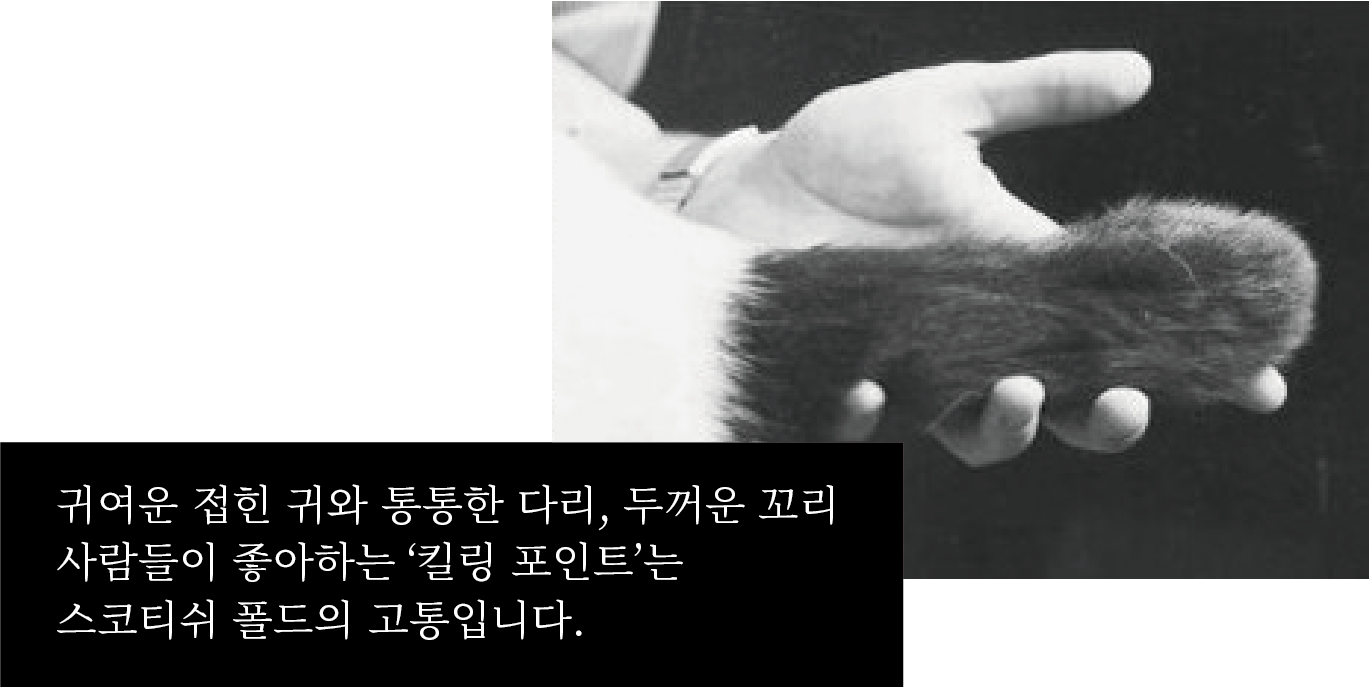 귀여운 접힌 귀와 통통한 다리, 두꺼운 꼬리
사람들이 좋아하는 ‘킬링 포인트’는
스코티쉬 폴드의 고통입니다.